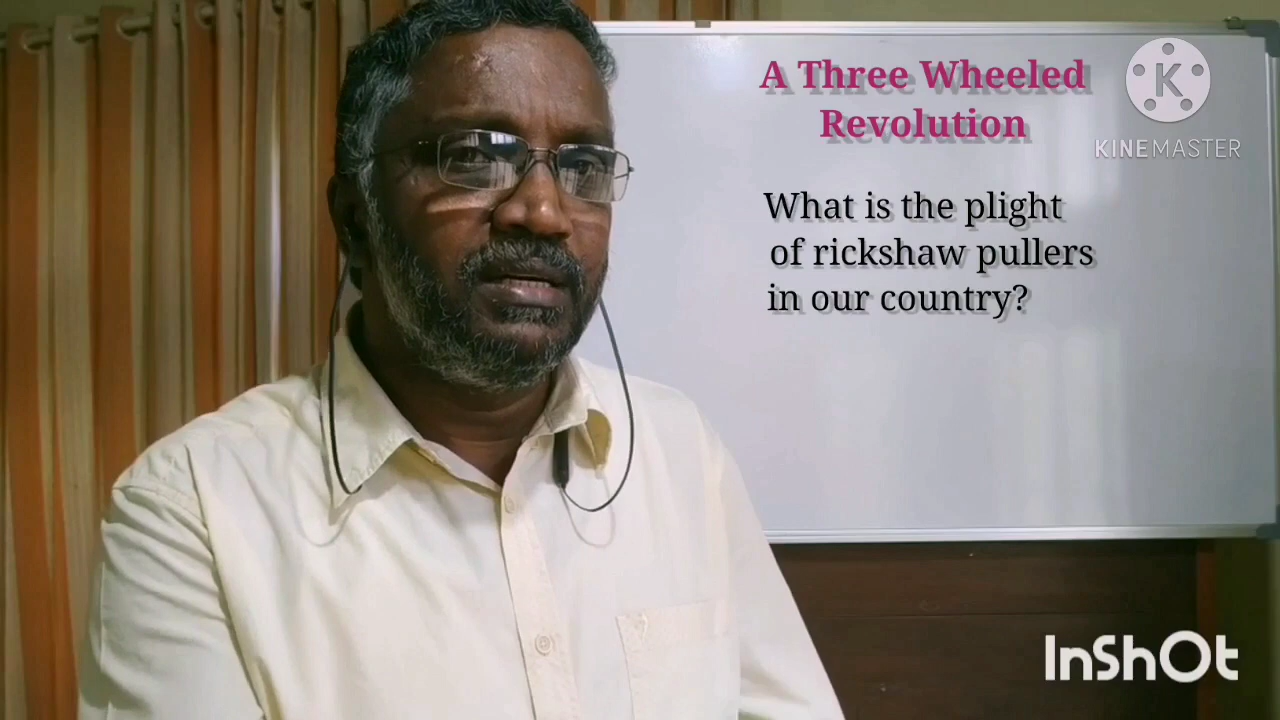 A Three Wheeled
Revolution
K
KINEMASTER
What is the plight
of rickshaw pullers
in our country?
InShOt